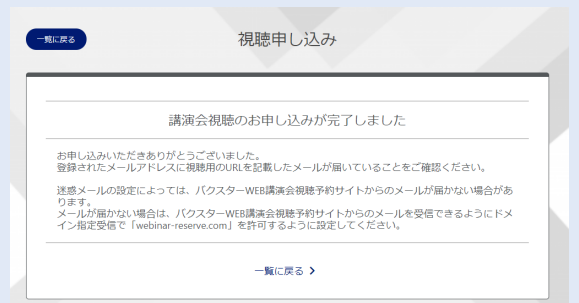 一覧に戻る
視聴申し込み
講演会視聴のお申し込みが完了しました
お申し込みいただきありがとうございました。
登録されたメールアドレスに視聴用のURLを記載したメールが届いていることをご確認ください。
迷惑メールの設定によっては、バクスターWEB講演会視聴予約サイトからのメールが届かない場合があ
ります。
メールが届かない場合は、バクスターWEB講演会視聴予約サイトからのメールを受信できるようにドメ
イン指定受信で「webinar-reserve.com」を許可するように設定してください。
一覧に戻る